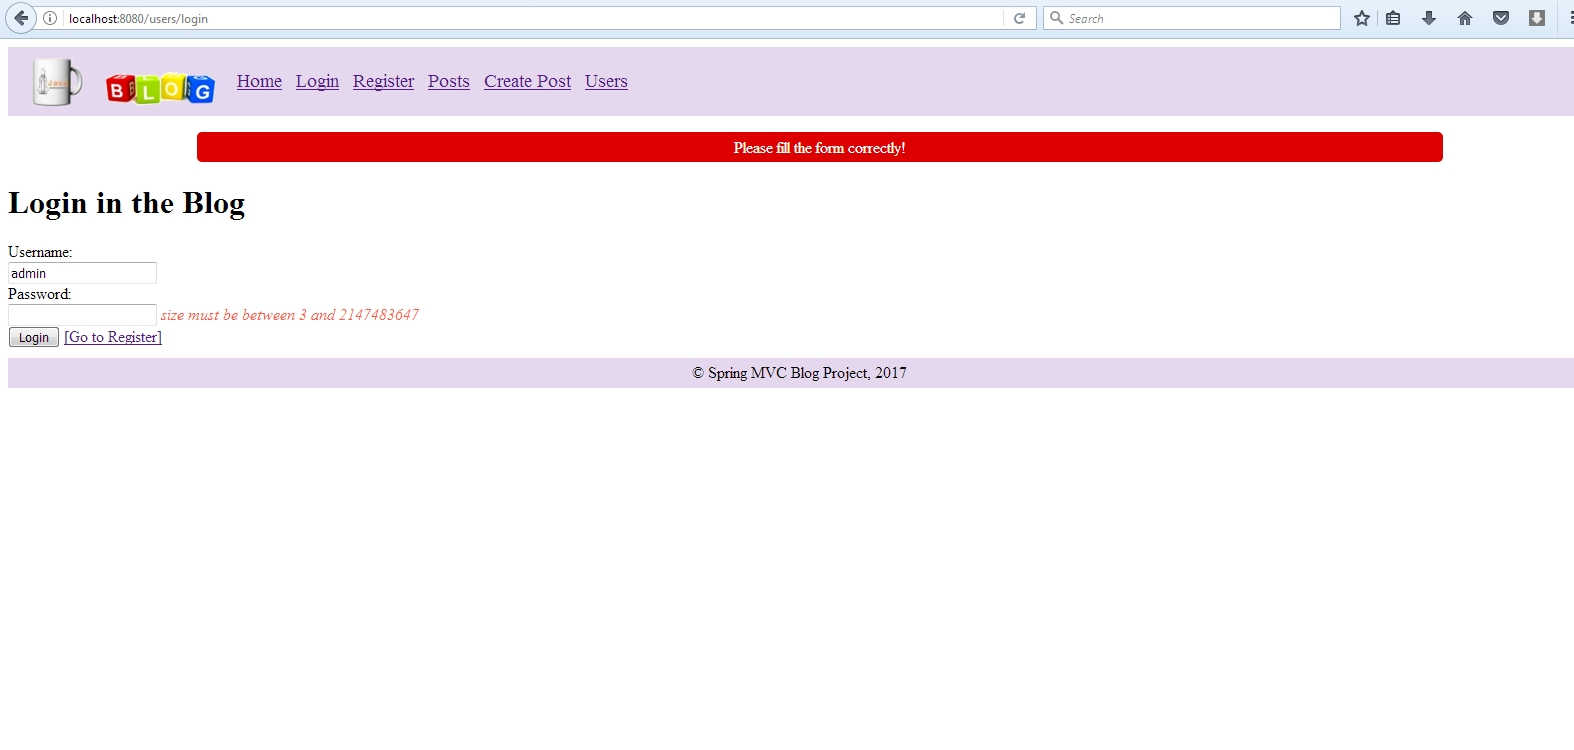 localhost:8080/users/login
Search
Java
BLOG Home Login Register Posts Create Post Users
Please fill the form correctly!
Login in the Blog
Username:
admin
Password:
size must be between 3 and 2147483647
Login [Go to Register]
© Spring MVC Blog Project, 2017